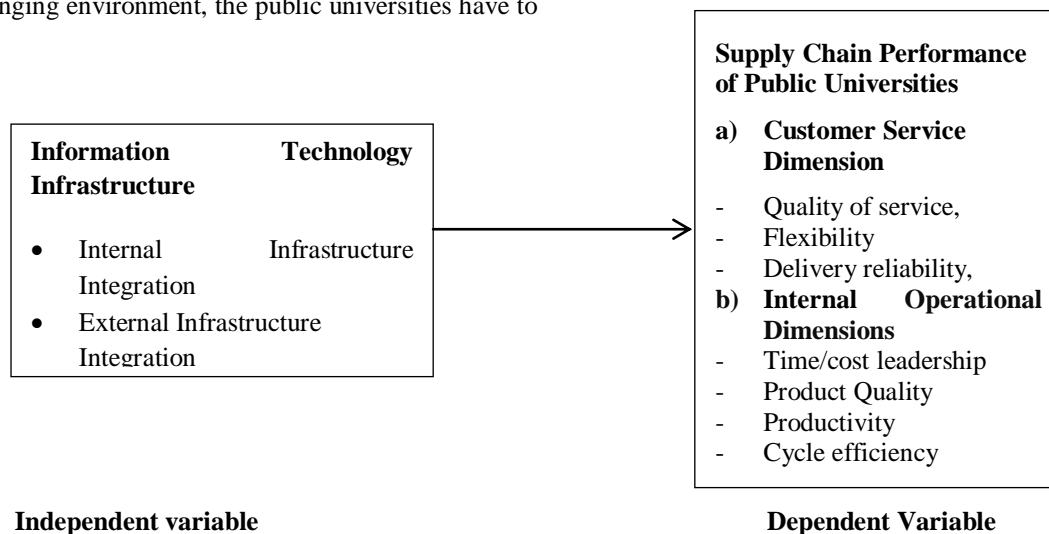 nging environment, the public universities have to
Supply Chain Performance
of Public Universities
a) Customer Service
Dimension
- Quality of service,
- Flexibility
- Delivery reliability,
b) Internal Operational
Dimensions
- Time/cost leadership
- Product Quality
- Productivity
- Cycle efficiency
Information Technology
Infrastructure
• Internal Infrastructure
Integration
• External Infrastructure
Integration
Independent variable
Dependent Variable